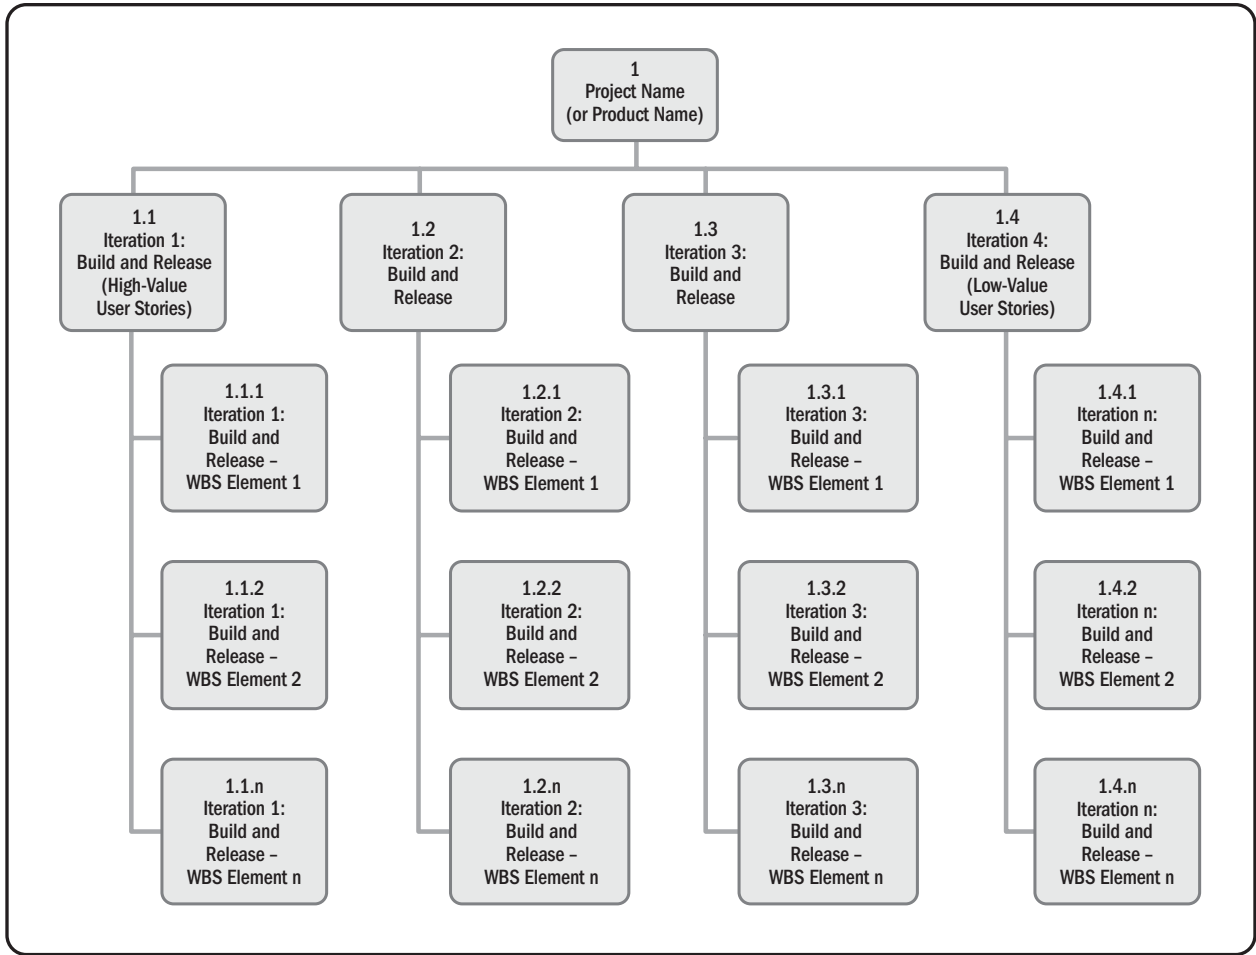 1
Project Name
(or Product Name)
1.1
Iteration 1:
Build and Release
(High-Value
User Stories)
1.2
Iteration 2:
Build and
Release
1.3
Iteration 3:
Build and
Release
1.4
Iteration 4:
Build and Release
(Low-Value
User Stories)
1.1.1
Iteration 1:
Build and
Release –
WBS Element 1
1.2.1
Iteration 2:
Build and
Release –
WBS Element 1
1.3.1
Iteration 3:
Build and
Release –
WBS Element 1
1.4.1
Iteration n:
Build and
Release –
WBS Element 1
1.1.2
Iteration 1:
Build and
Release –
WBS Element 2
1.2.2
Iteration 2:
Build and
Release –
WBS Element 2
1.3.2
Iteration 3:
Build and
Release –
WBS Element 2
1.4.2
Iteration n:
Build and
Release –
WBS Element 2
1.1.n
Iteration 1:
Build and
Release –
WBS Element n
1.2.n
Iteration 2:
Build and
Release –
WBS Element n
1.3.n
Iteration 3:
Build and
Release –
WBS Element n
1.4.n
Iteration n:
Build and
Release –
WBS Element n